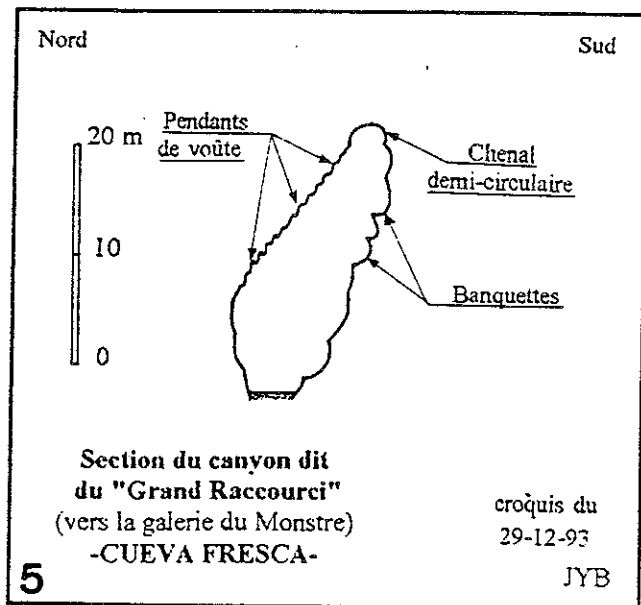 Nord
Sud
20 m
Pendants
de voûte
Chenal
demi-circulaire
10
Banquettes
0
Section du canyon dit
du "Grand Raccourci"
(vers la galerie du Monstre)
-CUEVA FRESCA-
croquis du
29-12-93
JYB
5